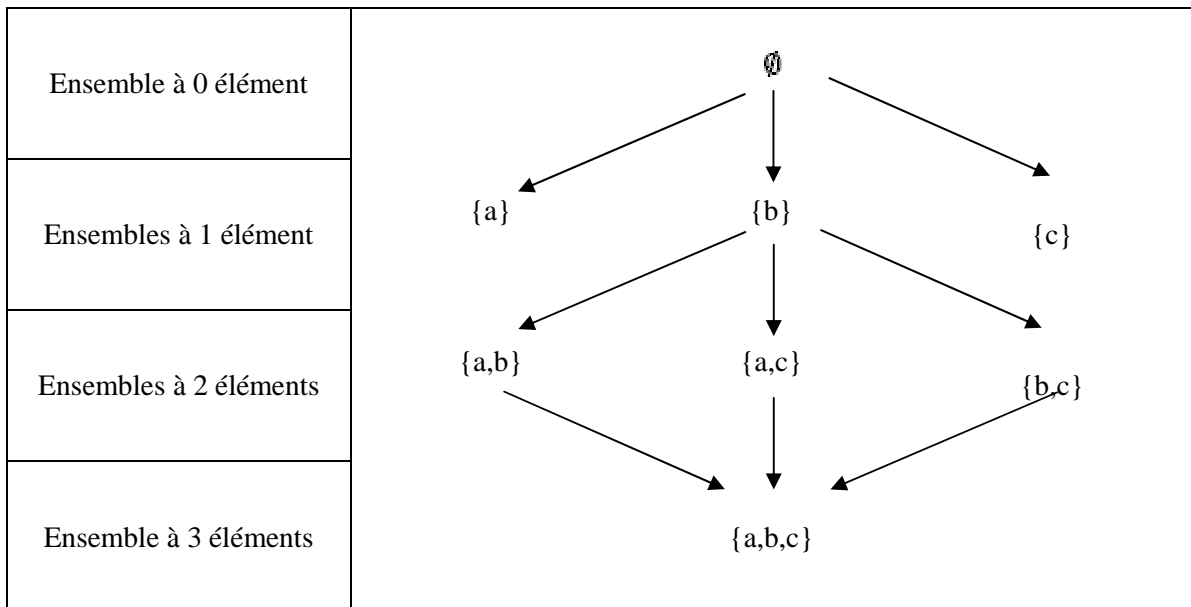 Ensemble à 0 élément
∅
Ensembles à 1 élément
{a}
{b}
{c}
Ensembles à 2 éléments
{a,b}
{a,c}
{b,c}
Ensemble à 3 éléments
{a,b,c}